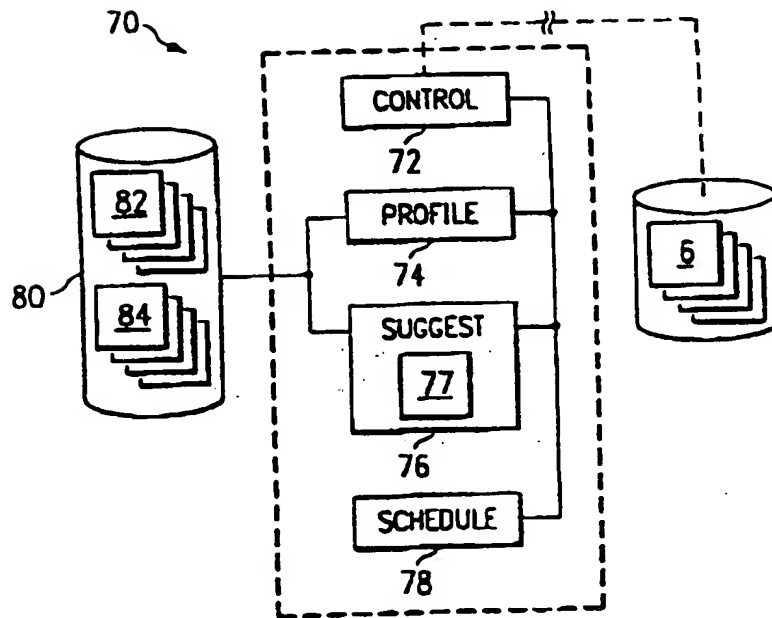 70
CONTROL
72
82
PROFILE
6
74
80
84
SUGGEST
77
76
SCHEDULE
78